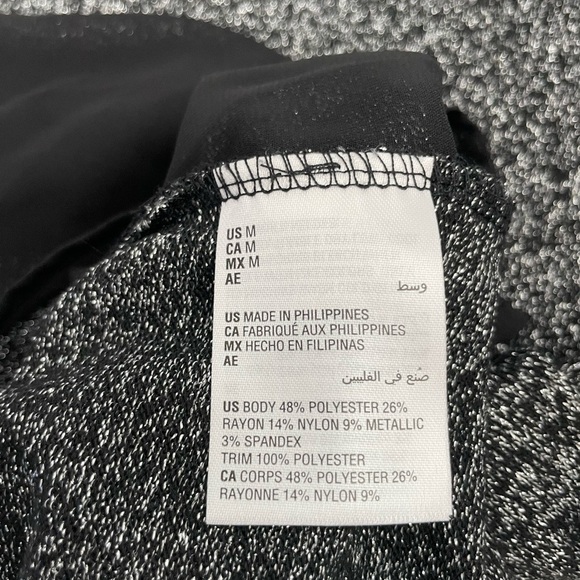 US M
CA M
MX M
AE
وسط
US MADE IN PHILIPPINES
CA FABRIQUÉ AUX PHILIPPINES
MX HECHO EN FILIPINAS
AE
صُنع في الفلبين
US BODY 48% POLYESTER 26%
RAYON 14% NYLON 9% METALLIC
3% SPANDEX
TRIM 100% POLYESTER
CA CORPS 48% POLYESTER 26%
RAYONNE 14% NYLON 9%